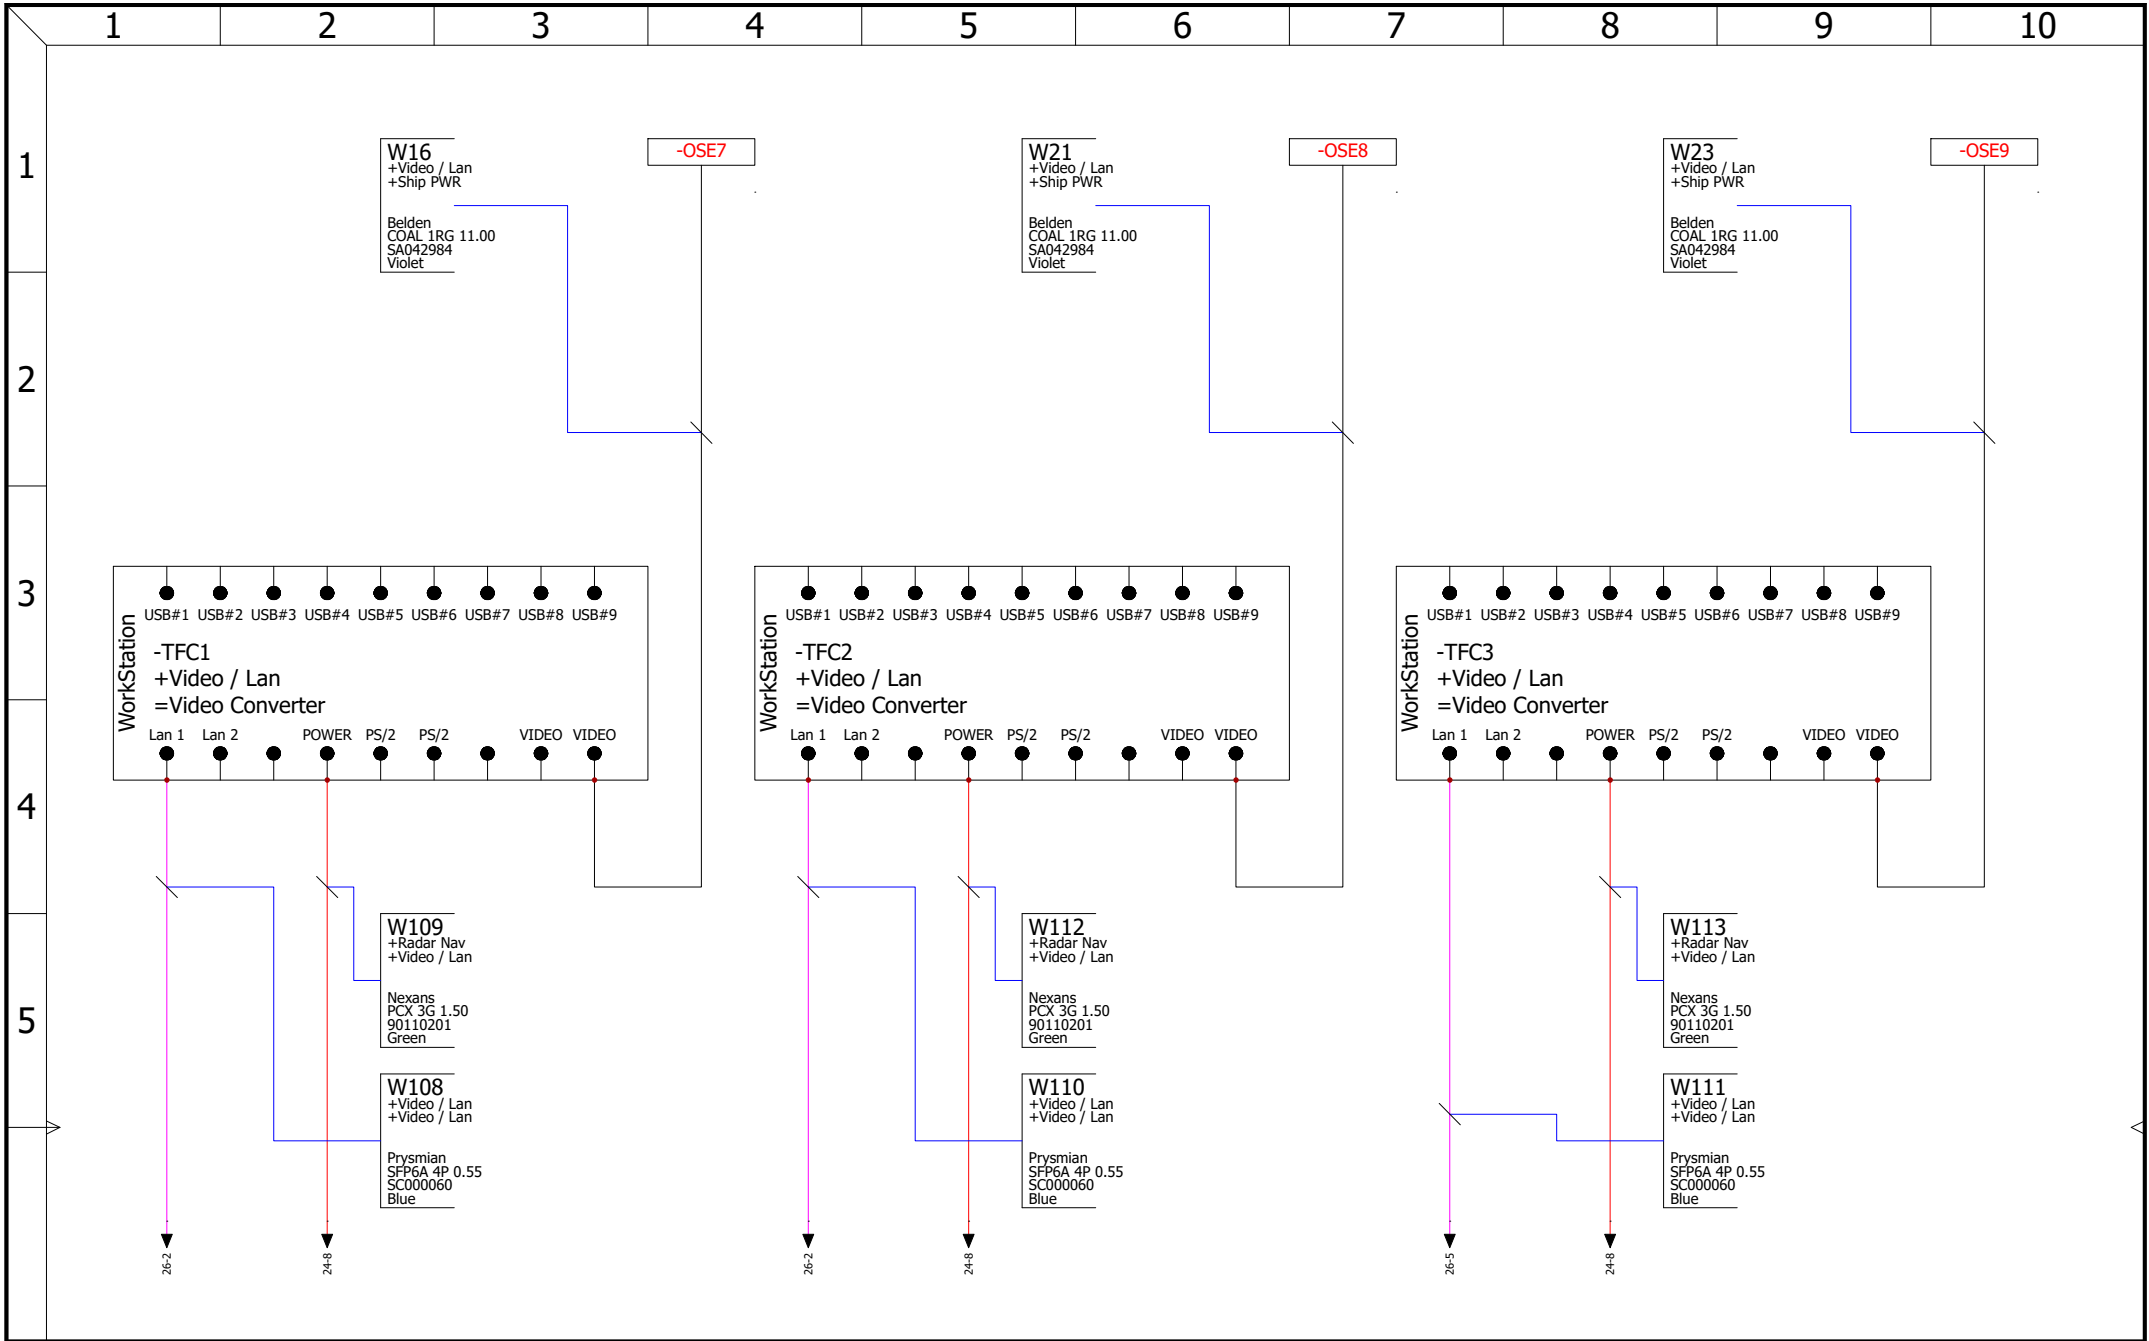 1 2 3 4 5 6 7 8 9 10
1
2
3
4
5
W16
+Video / Lan
+Ship PWR
Belden
COAL 1RG 11.00
SA042984
Violet
-OSE7
W21
+Video / Lan
+Ship PWR
Belden
COAL 1RG 11.00
SA042984
Violet
-OSE8
W23
+Video / Lan
+Ship PWR
Belden
COAL 1RG 11.00
SA042984
Violet
-OSE9
WorkStation
USB#1 USB#2 USB#3 USB#4 USB#5 USB#6 USB#7 USB#8 USB#9
-TFC1
+Video / Lan
=Video Converter
Lan 1 Lan 2 POWER PS/2 PS/2 VIDEO VIDEO
WorkStation
USB#1 USB#2 USB#3 USB#4 USB#5 USB#6 USB#7 USB#8 USB#9
-TFC2
+Video / Lan
=Video Converter
Lan 1 Lan 2 POWER PS/2 PS/2 VIDEO VIDEO
WorkStation
USB#1 USB#2 USB#3 USB#4 USB#5 USB#6 USB#7 USB#8 USB#9
-TFC3
+Video / Lan
=Video Converter
Lan 1 Lan 2 POWER PS/2 PS/2 VIDEO VIDEO
W109
+Radar Nav
+Video / Lan
Nexans
PCX 3G 1.50
90110201
Green
W108
+Video / Lan
+Video / Lan
Prysmian
SFP6A 4P 0.55
SC000060
Blue
26-2
24-8
W112
+Radar Nav
+Video / Lan
Nexans
PCX 3G 1.50
90110201
Green
W110
+Video / Lan
+Video / Lan
Prysmian
SFP6A 4P 0.55
SC000060
Blue
26-2
24-8
W113
+Radar Nav
+Video / Lan
Nexans
PCX 3G 1.50
90110201
Green
W111
+Video / Lan
+Video / Lan
Prysmian
SFP6A 4P 0.55
SC000060
Blue
26-5
24-8